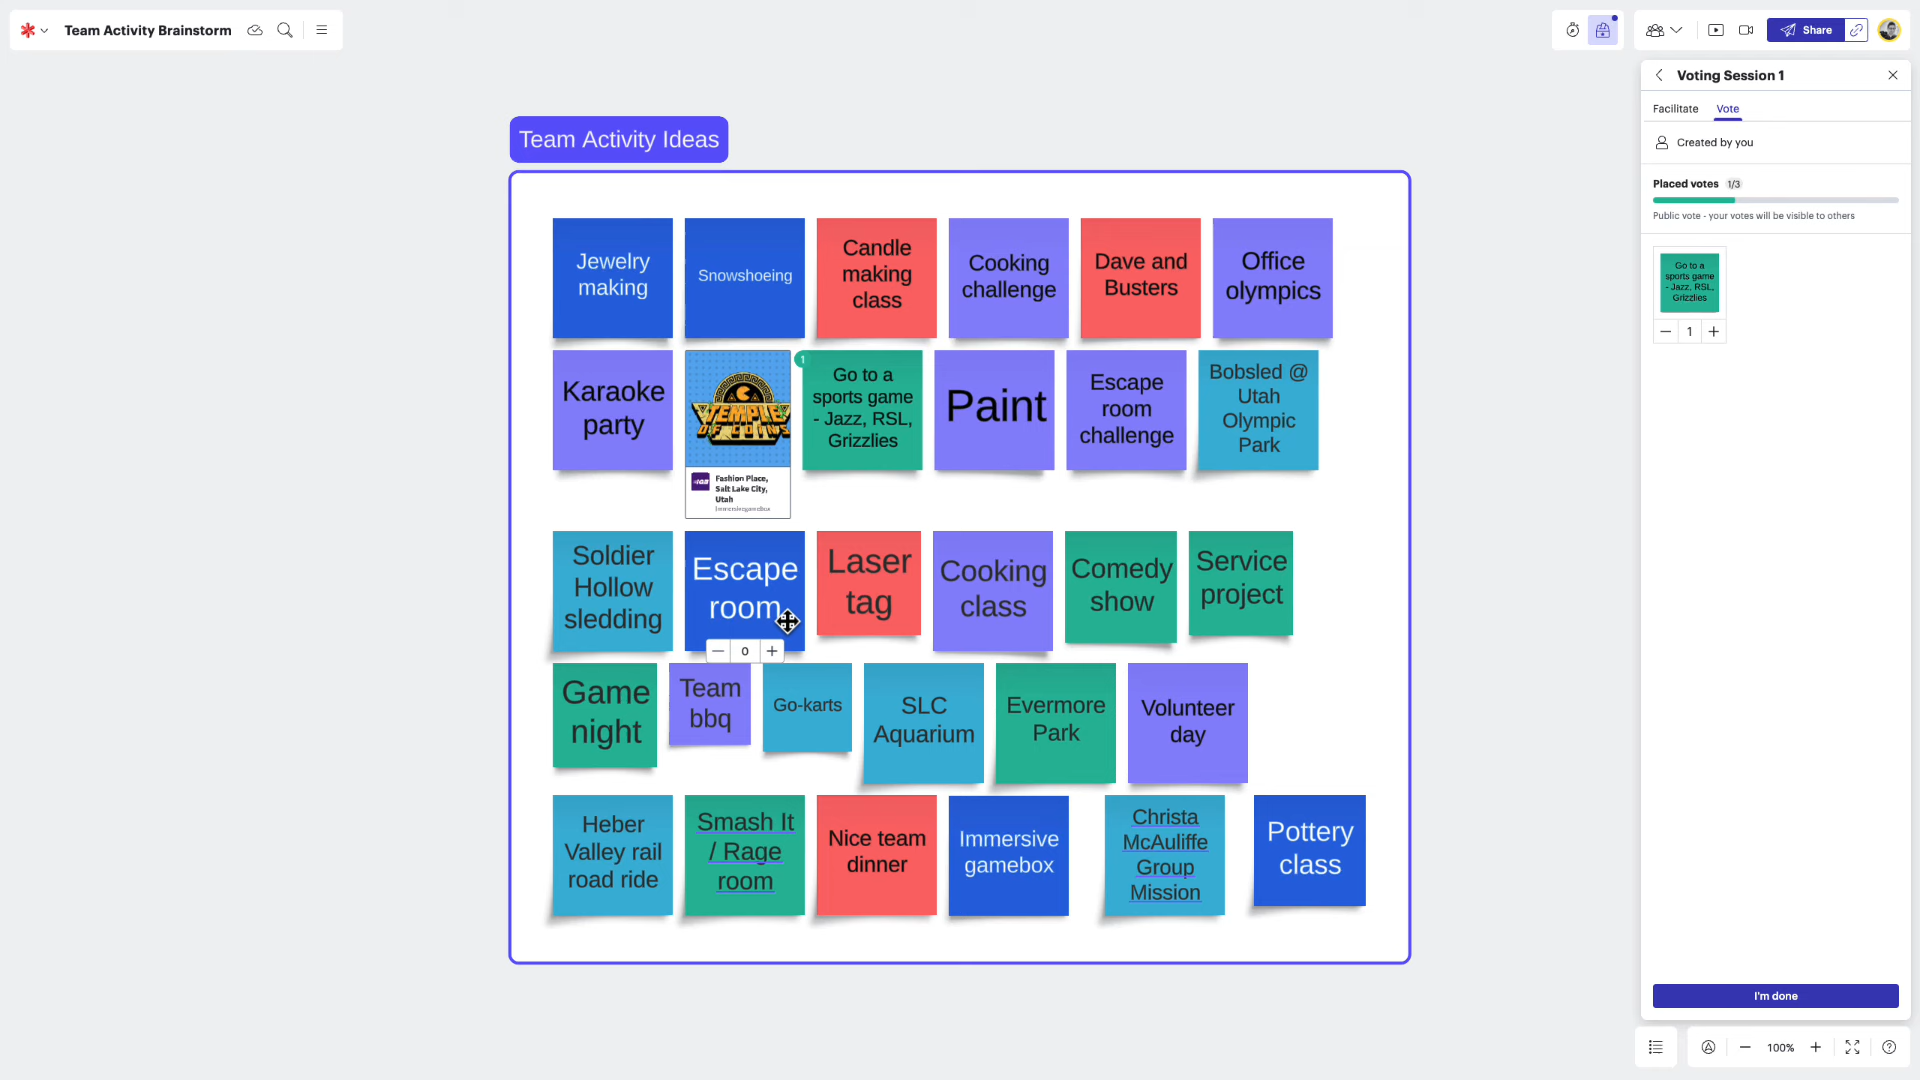 Team Activity Brainstorm
Share
Team Activity Ideas
Jewelry
making
Snowshoeing
Candle
making
class
Cooking
challenge
Dave and
Busters
Office
olympics
Karaoke
party
TEMPLE
OF COINS
Fashion Place,
Salt Lake City,
Utah
1
Go to a
sports game
- Jazz, RSL,
Grizzlies
Paint
Escape
room
challenge
Bobsled @
Utah
Olympic
Park
Soldier
Hollow
sledding
Escape
room
0
Laser
tag
Cooking
class
Comedy
show
Service
project
Game
night
Team
bbq
Go-karts
SLC
Aquarium
Evermore
Park
Volunteer
day
Heber
Valley rail
road ride
Smash It
/ Rage
room
Nice team
dinner
Immersive
gamebox
Christa
McAuliffe
Group
Mission
Pottery
class
Voting Session 1
Facilitate
Vote
Created by you
Placed votes 1/3
Public vote - your votes will be visible to others
Go to a
sports game
- Jazz, RSL,
Grizzlies
1
I'm done
100%